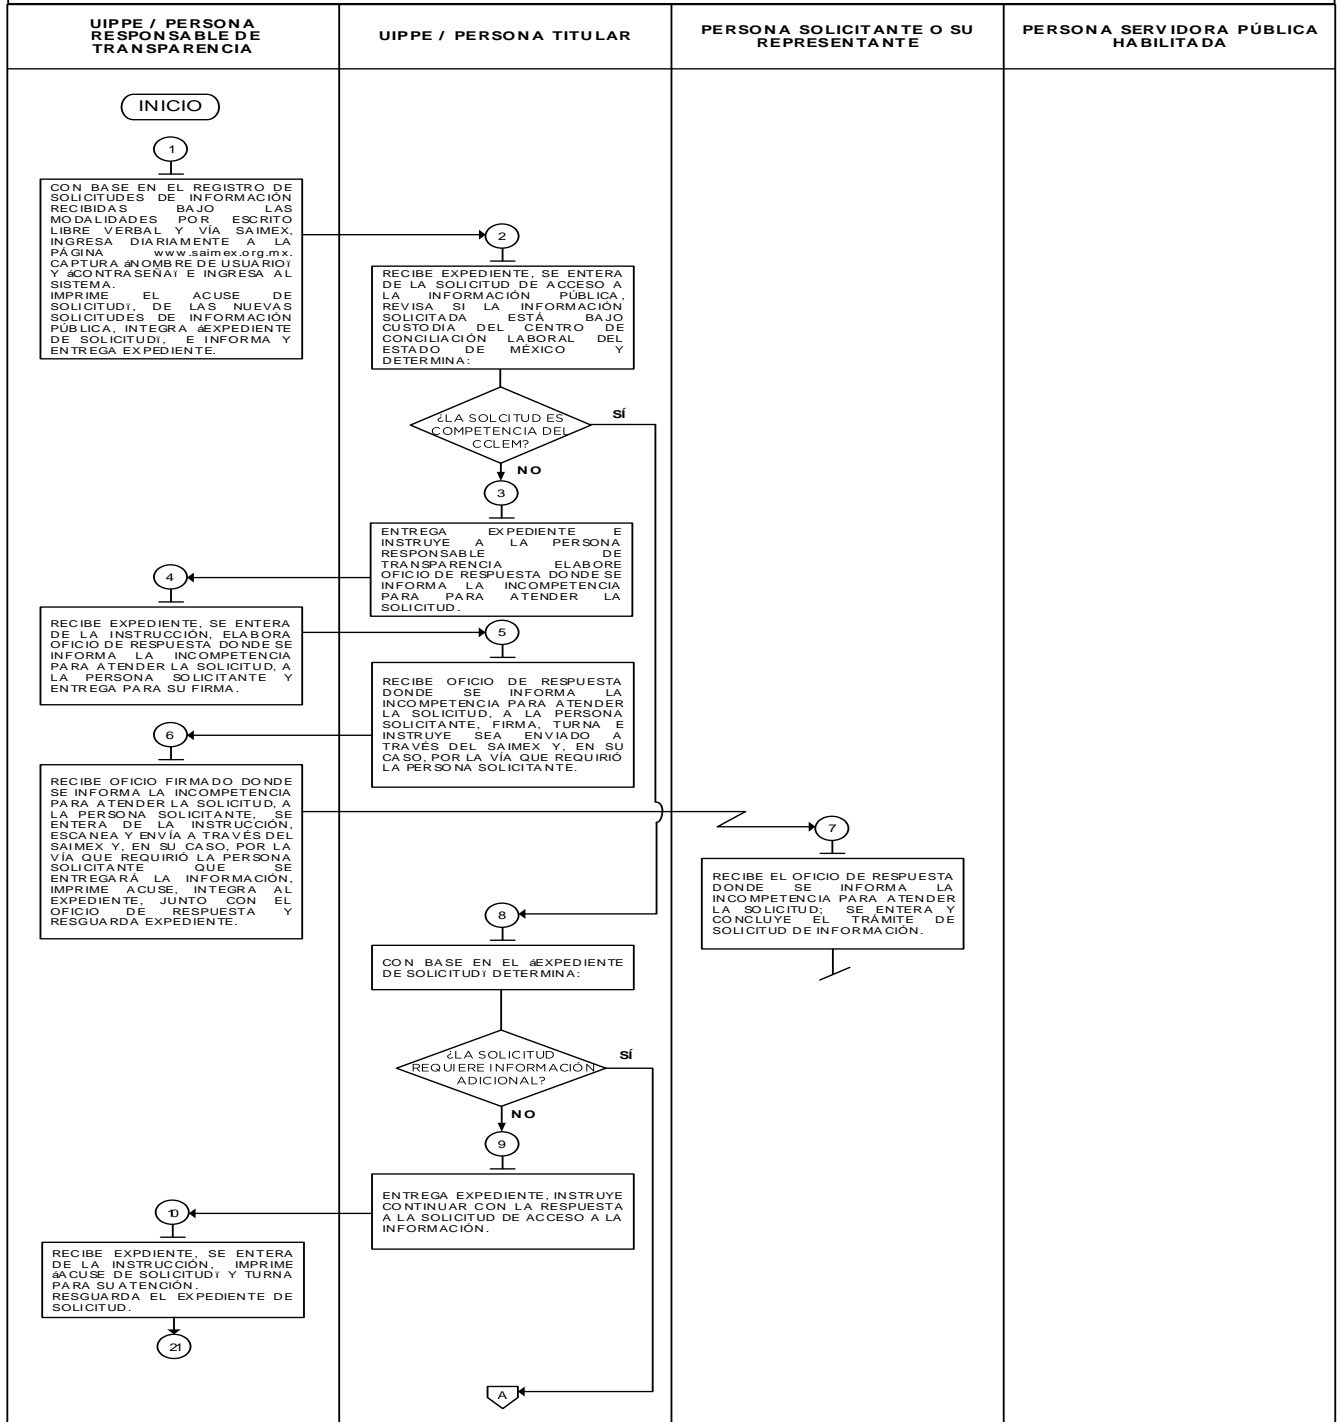 UIPPE / PERSONA
RESPONSABLE DE
TRANSPARENCIA
UIPPE / PERSONA TITULAR
PERSONA SOLICITANTE O SU
REPRESENTANTE
PERSONA SERVIDORA PÚBLICA
HABILITADA
INICIO
1
CON BASE EN EL REGISTRO DE
SOLICITUDES DE INFORMACIÓN
RECIBIDAS BAJO LAS
MODALIDADES POR ESCRITO
LIBRE VERBAL Y VÍA SAIMEX,
INGRESA DIARIAMENTE A LA
PÁGINA www.saimex.org.mx.
CAPTURA áNOMBRE DE USUARIOï
Y áCONTRASEÑAï E INGRESA AL
SISTEMA.
IMPRIME EL ACUSE DE
SOLICITUDï, DE LAS NUEVAS
SOLICITUDES DE INFORMACIÓN
PÚBLICA, INTEGRA áEXPEDIENTE
DE SOLICITUDï, E INFORMA Y
ENTREGA EXPEDIENTE.
2
RECIBE EXPEDIENTE, SE ENTERA
DE LA SOLICITUD DE ACCESO A
LA INFORMACIÓN PÚBLICA,
REVISA SI LA INFORMACIÓN
SOLICITADA ESTÁ BAJO
CUSTODIA DEL CENTRO DE
CONCILIACIÓN LABORAL DEL
ESTADO DE MÉXICO Y
DETERMINA:
¿LA SOLCITUD ES
COMPETENCIA DEL
CCLEM?
SÍ
NO
3
ENTREGA EXPEDIENTE E
INSTRUYE A LA PERSONA
RESPONSABLE DE
TRANSPARENCIA ELABORE
OFICIO DE RESPUESTA DONDE SE
INFORMA LA INCOMPETENCIA
PARA PARA ATENDER LA
SOLICITUD.
4
RECIBE EXPEDIENTE, SE ENTERA
DE LA INSTRUCCIÓN, ELABORA
OFICIO DE RESPUESTA DONDE SE
INFORMA LA INCOMPETENCIA
PARA ATENDER LA SOLICITUD, A
LA PERSONA SOLICITANTE Y
ENTREGA PARA SU FIRMA.
5
RECIBE OFICIO DE RESPUESTA
DONDE SE INFORMA LA
INCOMPETENCIA PARA ATENDER
LA SOLICITUD, A LA PERSONA
SOLICITANTE, FIRMA, TURNA E
INSTRUYE SEA ENVIADO A
TRAVÉS DEL SAIMEX Y, EN SU
CASO, POR LA VÍA QUE REQUIRIÓ
LA PERSONA SOLICITANTE.
6
RECIBE OFICIO FIRMADO DONDE
SE INFORMA LA INCOMPETENCIA
PARA ATENDER LA SOLICITUD, A
LA PERSONA SOLICITANTE, SE
ENTERA DE LA INSTRUCCIÓN,
ESCANEA Y ENVÍA A TRAVÉS DEL
SAIMEX Y, EN SU CASO, POR LA
VÍA QUE REQUIRIÓ LA PERSONA
SOLICITANTE QUE SE
ENTREGARÁ LA INFORMACIÓN,
IMPRIME ACUSE, INTEGRA AL
EXPEDIENTE, JUNTO CON EL
OFICIO DE RESPUESTA Y
RESGUARDA EXPEDIENTE.
7
RECIBE EL OFICIO DE RESPUESTA
DONDE SE INFORMA LA
INCOMPETENCIA PARA ATENDER
LA SOLICITUD; SE ENTERA Y
CONCLUYE EL TRÁMITE DE
SOLICITUD DE INFORMACIÓN.
8
CON BASE EN EL áEXPEDIENTE
DE SOLICITUDï DETERMINA:
¿LA SOLICITUD
REQUIERE INFORMACIÓN
ADICIONAL?
SÍ
NO
9
ENTREGA EXPEDIENTE, INSTRUYE
CONTINUAR CON LA RESPUESTA
A LA SOLICITUD DE ACCESO A LA
INFORMACIÓN.
10
RECIBE EXPDIENTE, SE ENTERA
DE LA INSTRUCCIÓN, IMPRIME
áACUSE DE SOLICITUDï Y TURNA
PARA SU ATENCIÓN.
RESGUARDA EL EXPEDIENTE DE
SOLICITUD.
21
A